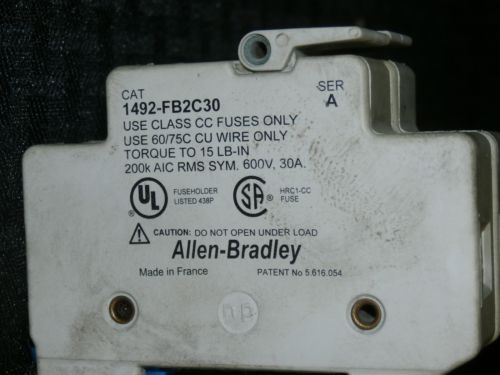 CAT
SER
1492-FB2C30
A
USE CLASS CC FUSES ONLY
USE 60/75C CU WIRE ONLY
TORQUE TO 15 LB-IN
200k AIC RMS SYM. 600V, 30A.
UL
®
FUSEHOLDER
LISTED 438P
SA
®
HRC1-CC
FUSE
CAUTION: DO NOT OPEN UNDER LOAD
Allen-Bradley
Made in France
PATENT No 5.616.054